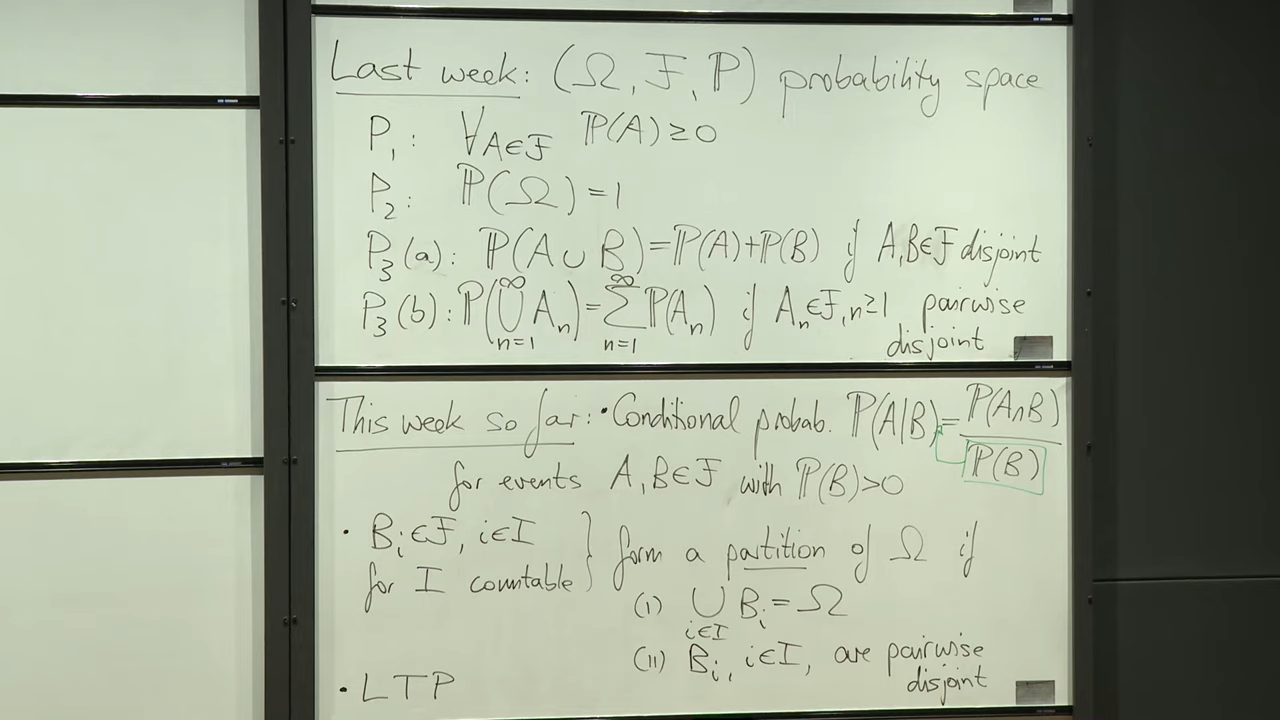 Last week: (Ω, F, ℙ) probability space
P₁: ∀A∈F ℙ(A) ≥ 0
P₂: ℙ(Ω) = 1
P₃(a): ℙ(A ∪ B) = ℙ(A) + ℙ(B) if A, B ∈ F disjoint
P₃(b): ℙ(⋃_{n=1}^{∞} A_n) = ∑_{n=1}^{∞} ℙ(A_n) if A_n ∈ F, n ≥ 1 pairwise
disjoint
This week so far: • Conditional probab. ℙ(A|B) = ℙ(A∩B) / ℙ(B)
for events A, B ∈ F with ℙ(B) > 0
• B_i ∈ F, i ∈ I } form a partition of Ω if
for I countable
(i) ⋃_{i∈I} B_i = Ω
(ii) B_i, i ∈ I, are pairwise
disjoint
• LTP